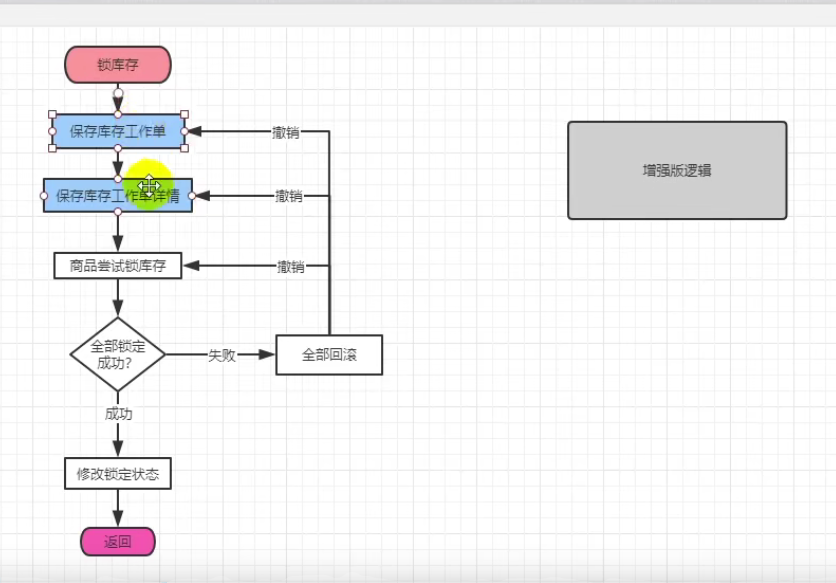 锁库存
保存库存工作单
撤销
增强版逻辑
保存库存工作单详情
撤销
商品尝试锁库存
撤销
全部锁定
成功?
失败
全部回滚
成功
修改锁定状态
返回